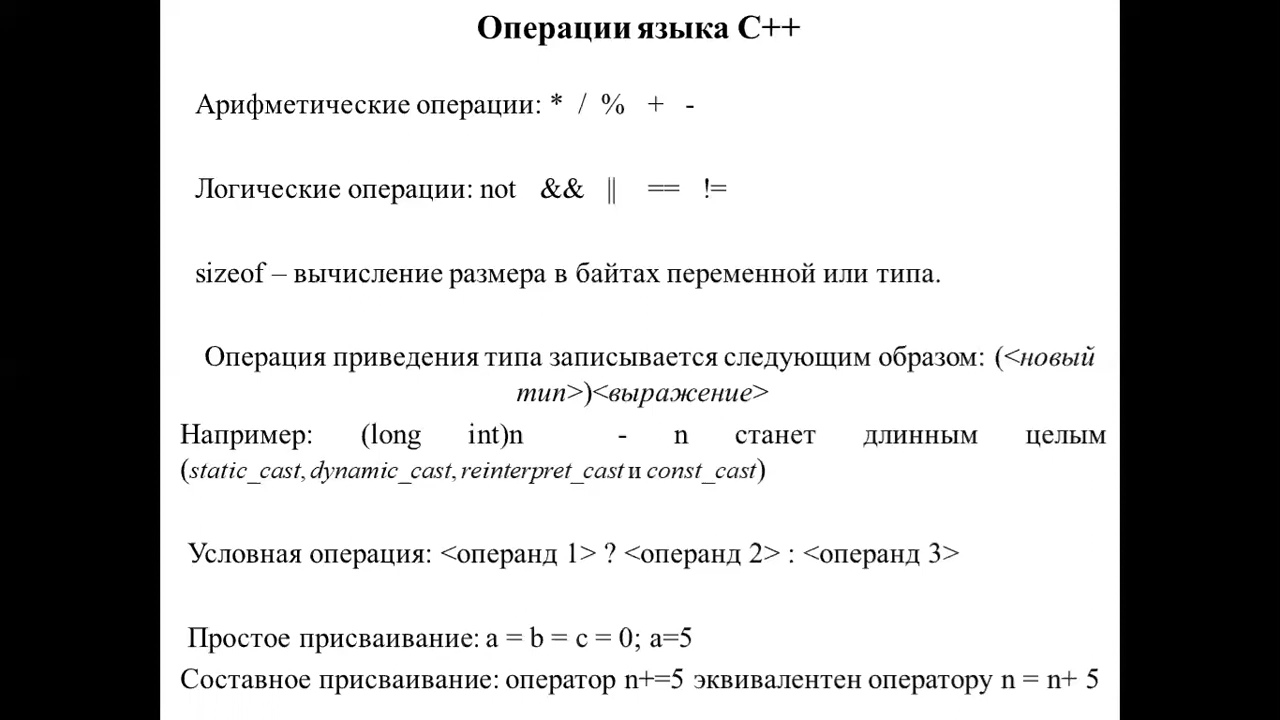 Операции языка C++
Арифметические операции: * / % + -
Логические операции: not && || == !=
sizeof – вычисление размера в байтах переменной или типа.
Операция приведения типа записывается следующим образом: (<новый
тип>)<выражение>
Например: (long int)n - n станет длинным целым
(static_cast, dynamic_cast, reinterpret_cast и const_cast)
Условная операция: <операнд 1> ? <операнд 2> : <операнд 3>
Простое присваивание: a = b = c = 0; a=5
Составное присваивание: оператор n+=5 эквивалентен оператору n = n+ 5